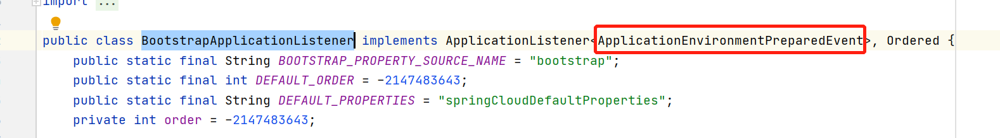 import ...
public class BootstrapApplicationListener implements ApplicationListener<ApplicationEnvironmentPreparedEvent>, Ordered {
public static final String BOOTSTRAP_PROPERTY_SOURCE_NAME = "bootstrap";
public static final int DEFAULT_ORDER = -2147483643;
public static final String DEFAULT_PROPERTIES = "springCloudDefaultProperties";
private int order = -2147483643;